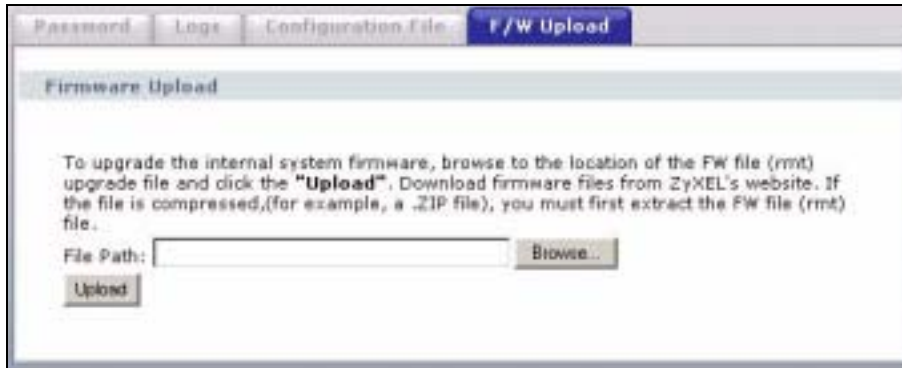 Password Logs Configuration File F/W Upload
Firmware Upload
To upgrade the internal system firmware, browse to the location of the FW file (rmt)
upgrade file and click the "Upload". Download firmware files from ZyXEL's website. If
the file is compressed,(for example, a .ZIP file), you must first extract the FW file (rmt)
file.
File Path: Browse...
Upload